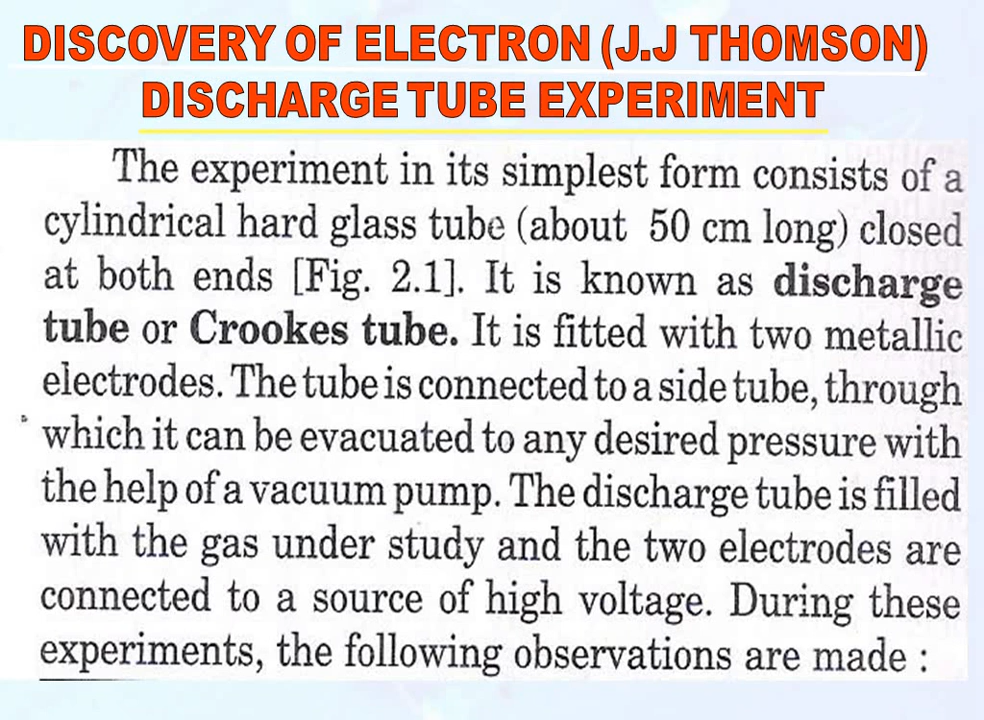 DISCOVERY OF ELECTRON (J.J THOMSON)
DISCHARGE TUBE EXPERIMENT
The experiment in its simplest form consists of a
cylindrical hard glass tube (about 50 cm long) closed
at both ends [Fig. 2.1]. It is known as discharge
tube or Crookes tube. It is fitted with two metallic
electrodes. The tube is connected to a side tube, through
which it can be evacuated to any desired pressure with
the help of a vacuum pump. The discharge tube is filled
with the gas under study and the two electrodes are
connected to a source of high voltage. During these
experiments, the following observations are made :